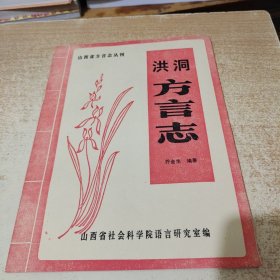 山西省方言志丛刊
洪洞
方言志
乔全生 编著
山西省社会科学院语言研究室编